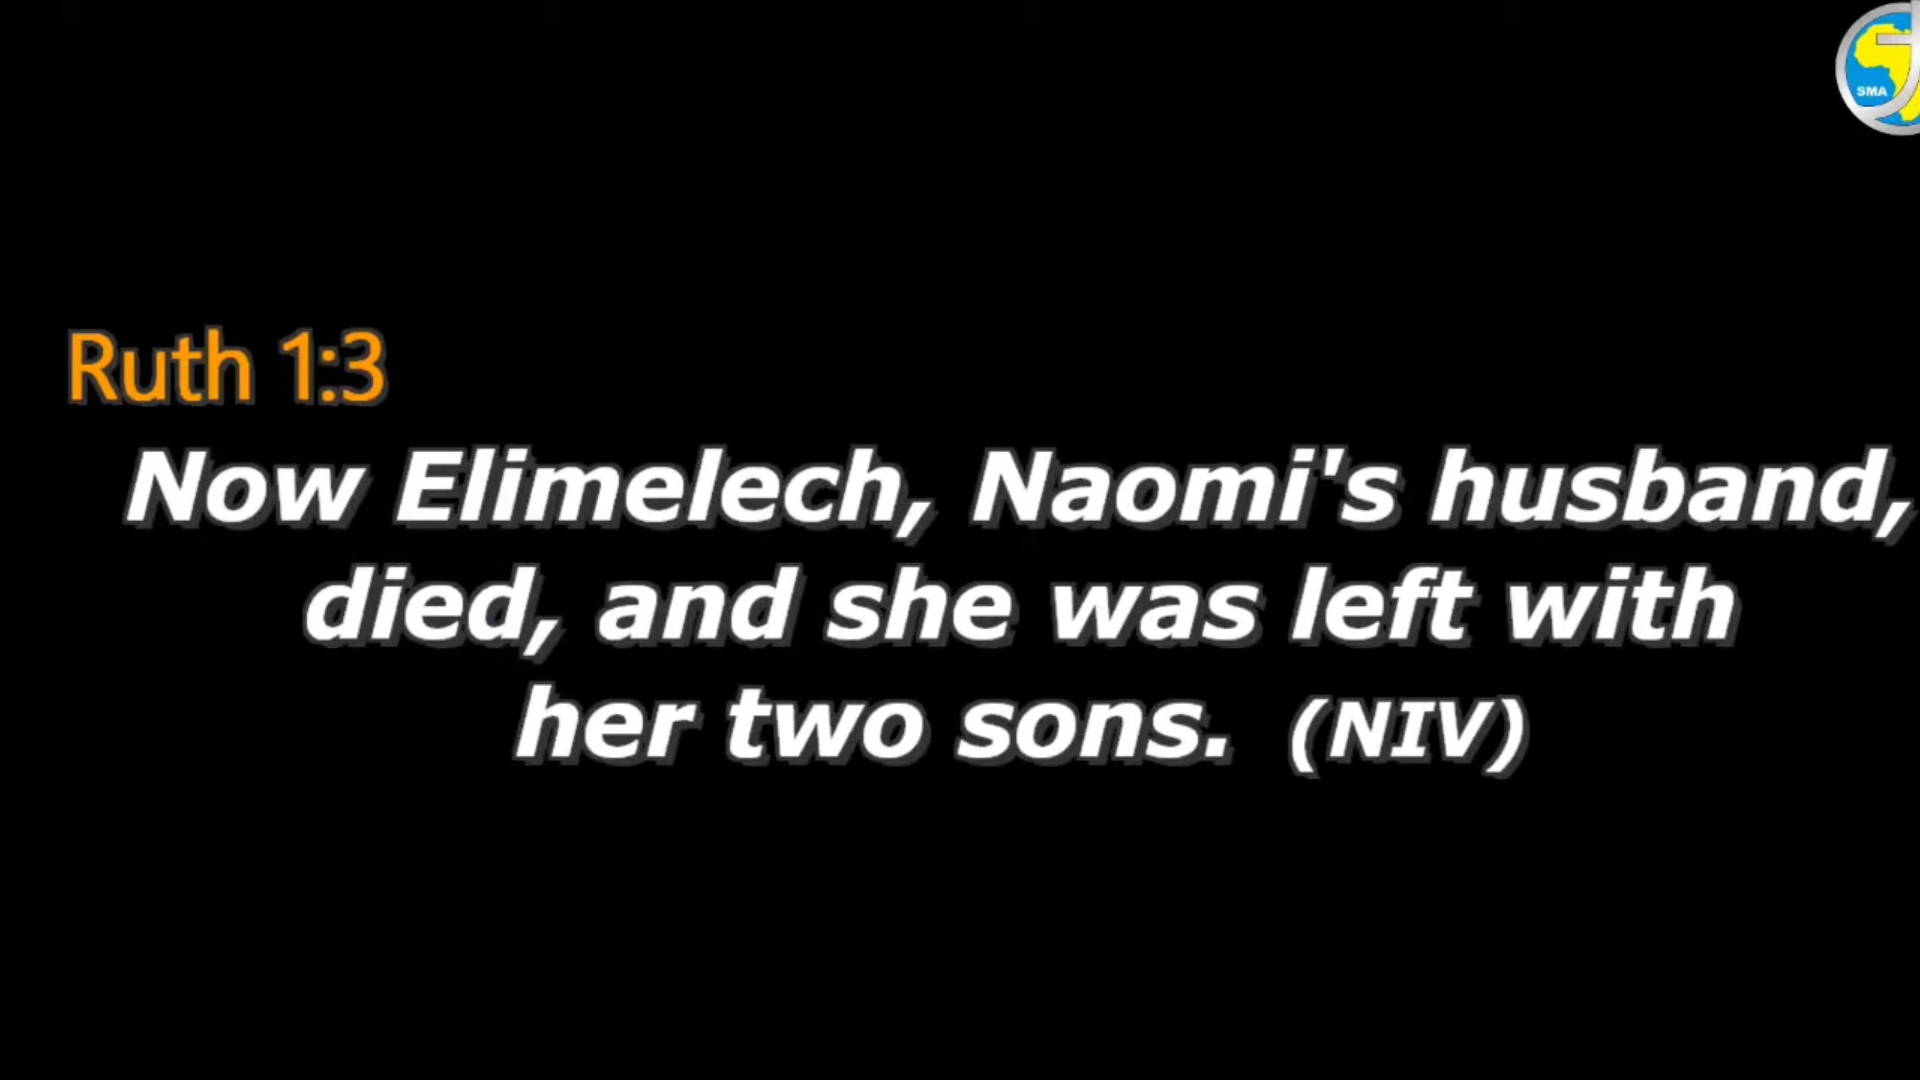 SMA
Ruth 1:3
Now Elimelech, Naomi's husband,
died, and she was left with
her two sons. (NIV)